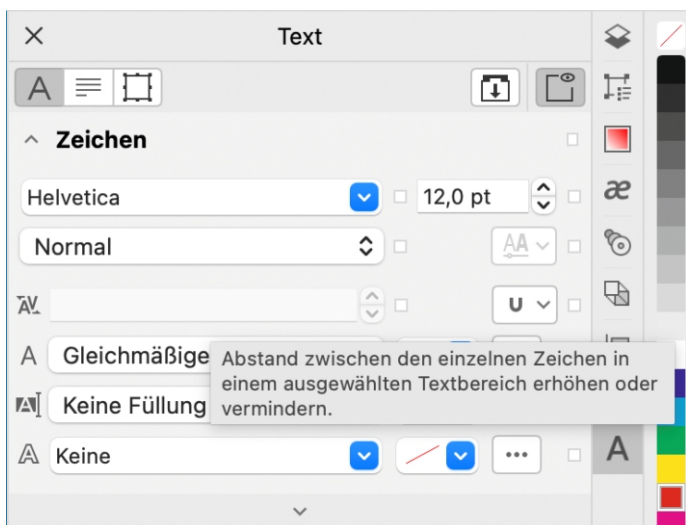 Text
A
Zeichen
Helvetica
12,0 pt
Normal
AA
æ
AV
U
A Gleichmäßige
Abstand zwischen den einzelnen Zeichen in
einem ausgewählten Textbereich erhöhen oder
vermindern.
A Keine Füllung
A Keine
A